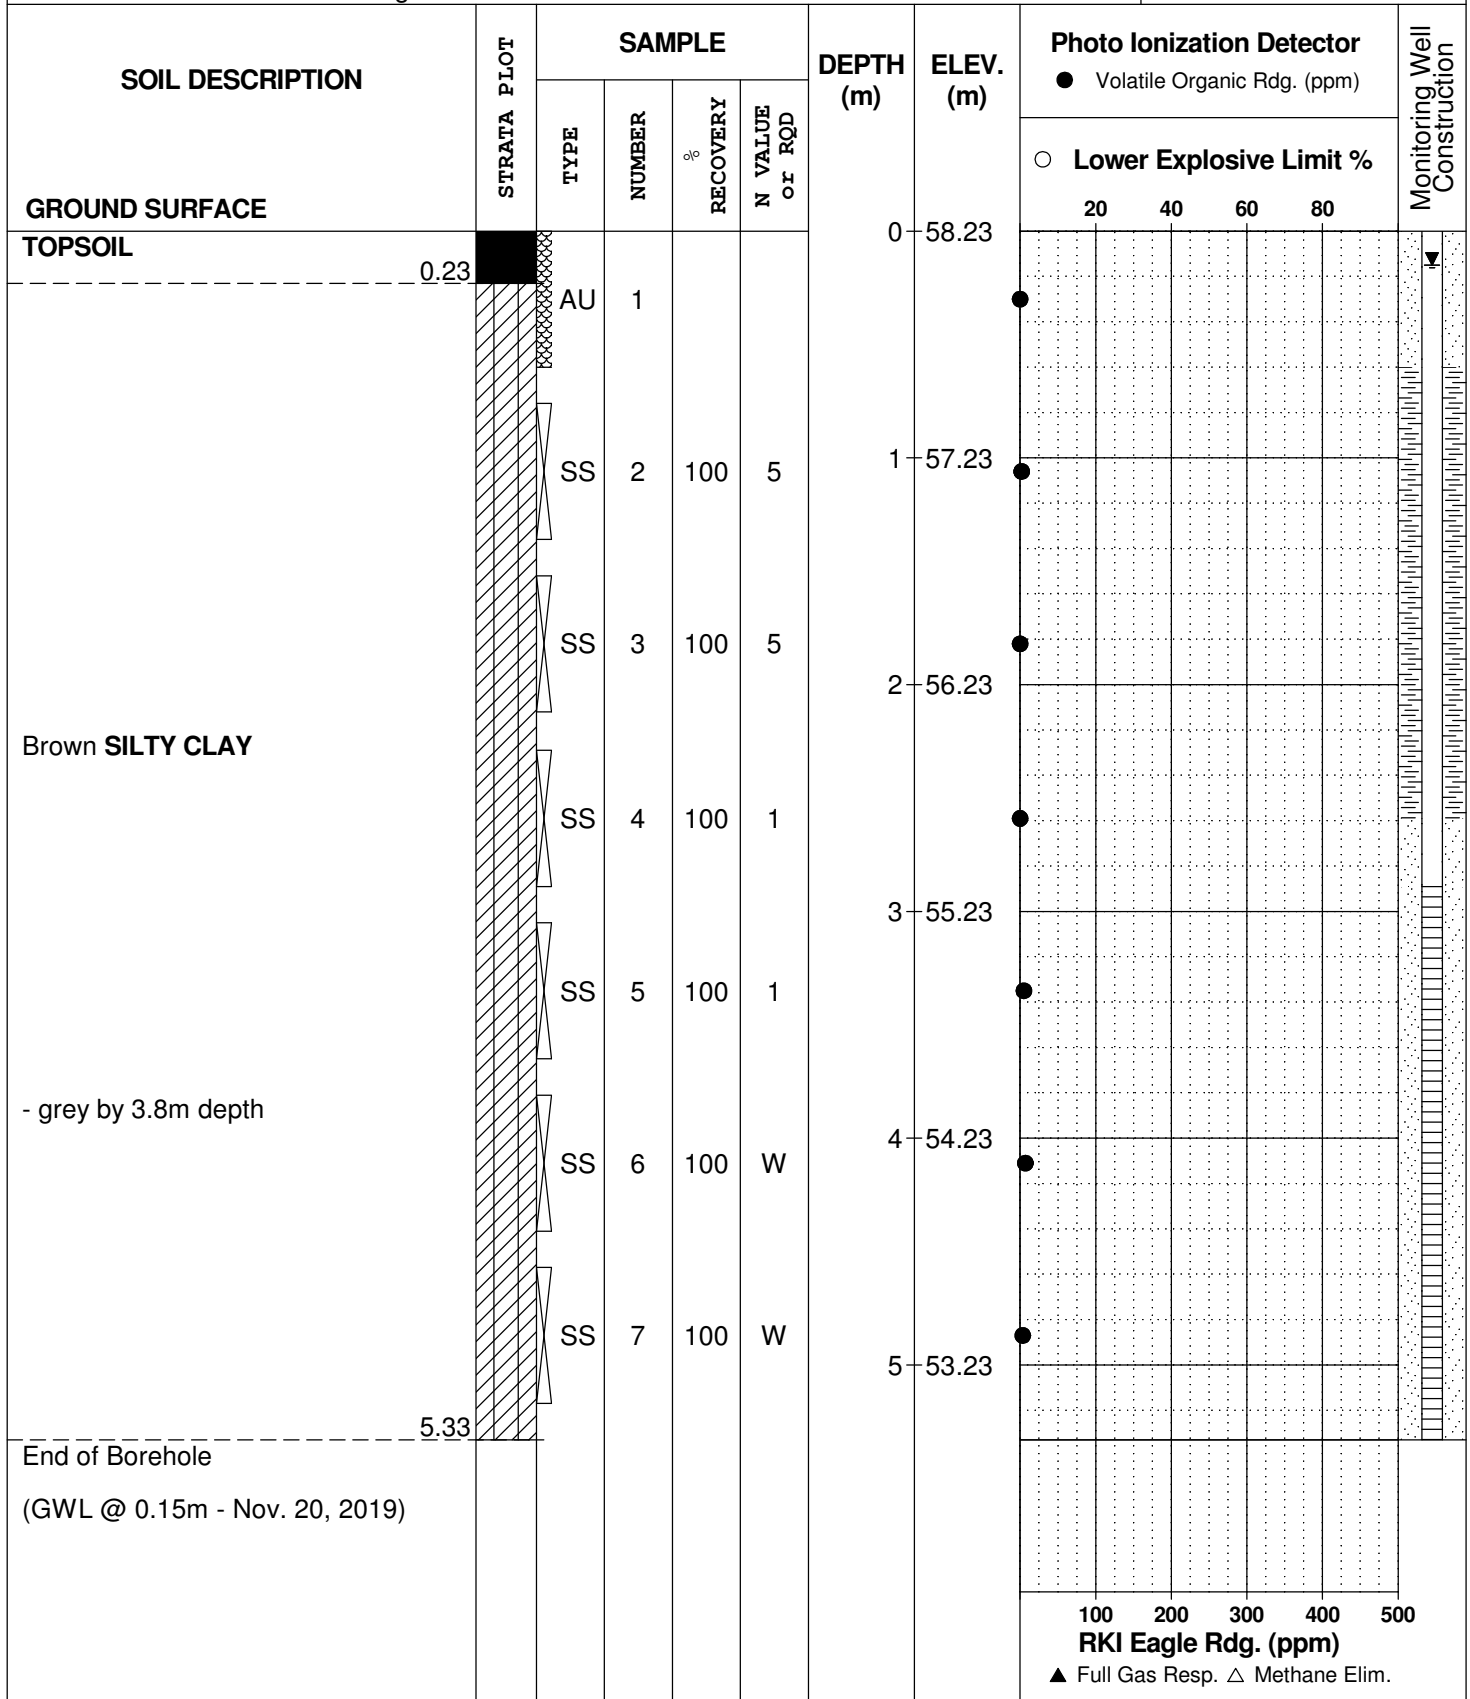 SOIL DESCRIPTION
GROUND SURFACE
STRATA PLOT
SAMPLE
TYPE
NUMBER
% RECOVERY
N VALUE or RQD
DEPTH (m)
ELEV. (m)
Photo Ionization Detector
● Volatile Organic Rdg. (ppm)
○ Lower Explosive Limit %
20 40 60 80
Monitoring Well Construction
TOPSOIL
0.23
0 58.23
AU 1
SS 2 100 5
1 57.23
SS 3 100 5
2 56.23
Brown SILTY CLAY
SS 4 100 1
3 55.23
SS 5 100 1
- grey by 3.8m depth
4 54.23
SS 6 100 W
SS 7 100 W
5 53.23
5.33
End of Borehole
(GWL @ 0.15m - Nov. 20, 2019)
100 200 300 400 500
RKI Eagle Rdg. (ppm)
▲ Full Gas Resp. △ Methane Elim.